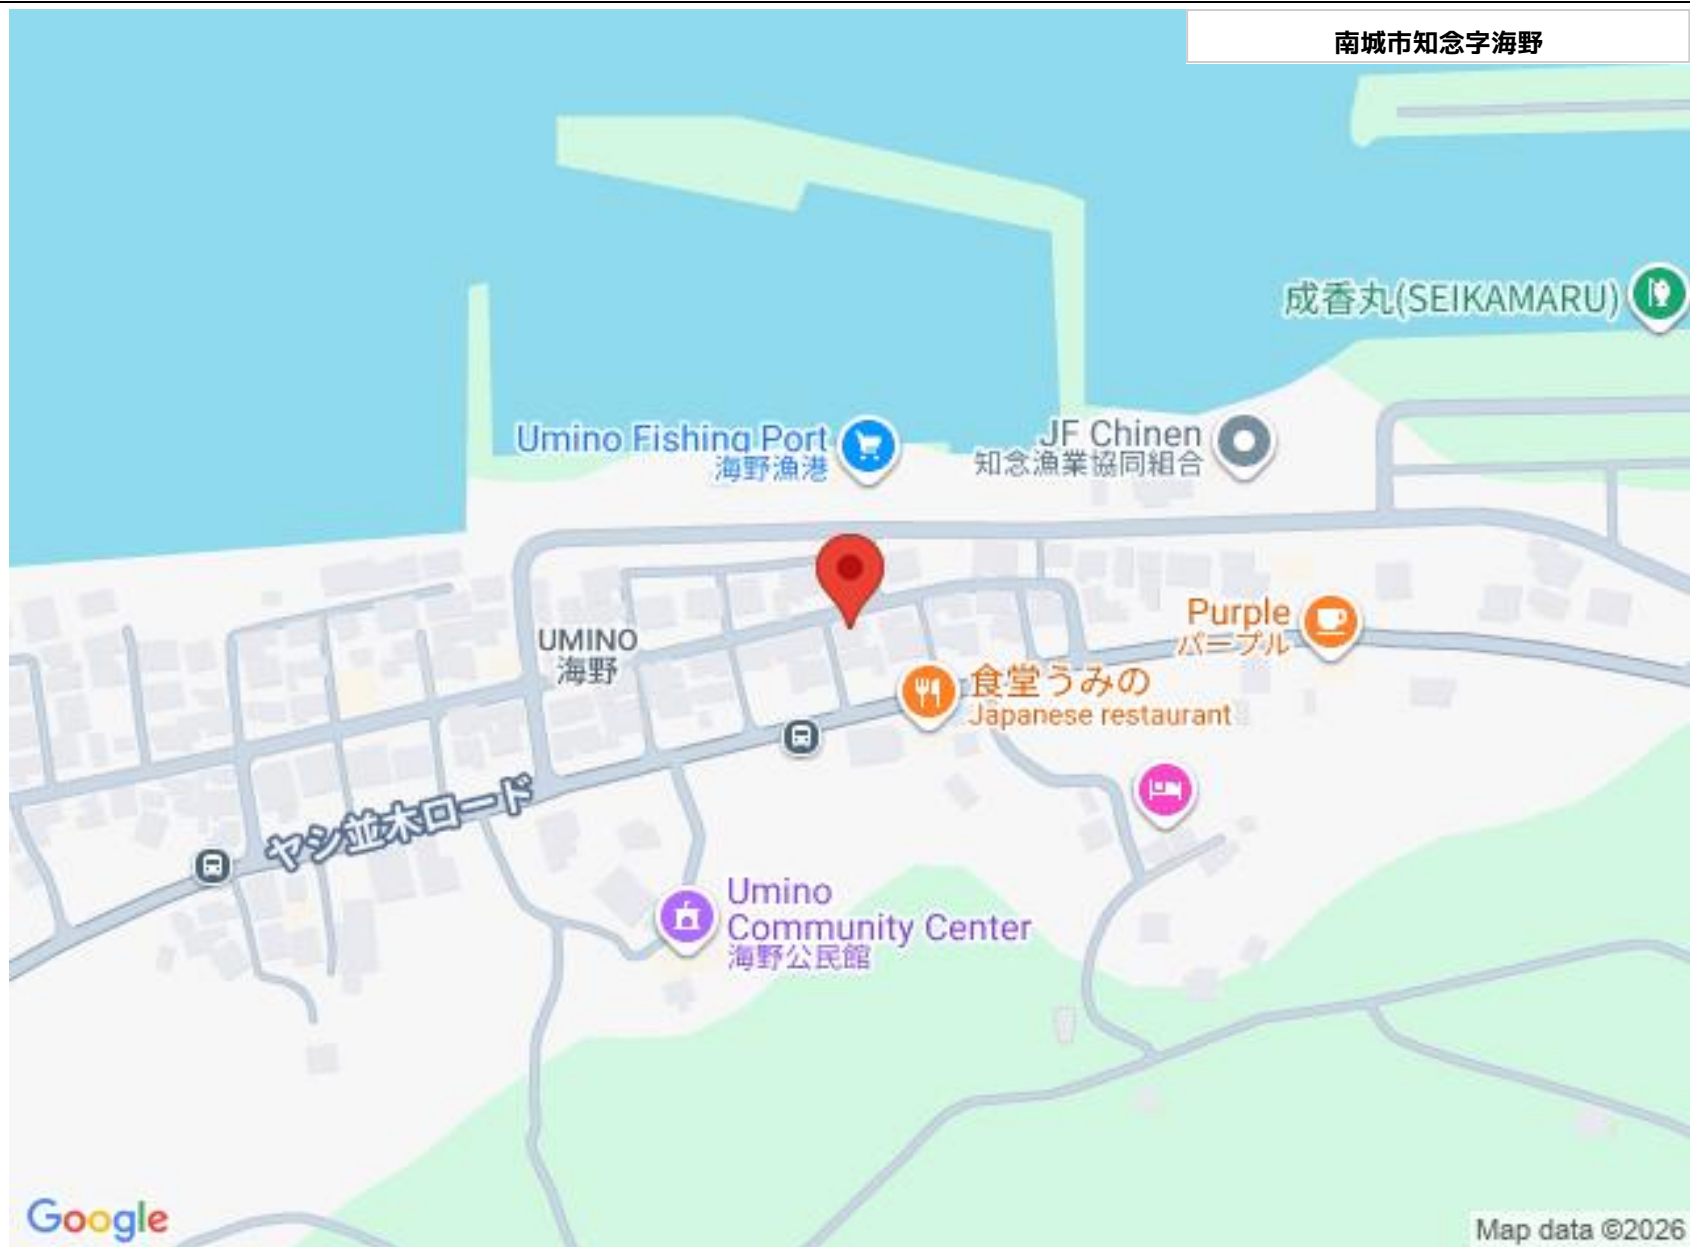 南城市知念字海野
成香丸(SEIKAMARU)
Umino Fishing Port
海野漁港
JF Chinen
知念漁業協同組合
UMINO
海野
Purple
パープル
食堂うみの
Japanese restaurant
ヤシ並木ロード
Umino
Community Center
海野公民館
Google
Map data ©2026